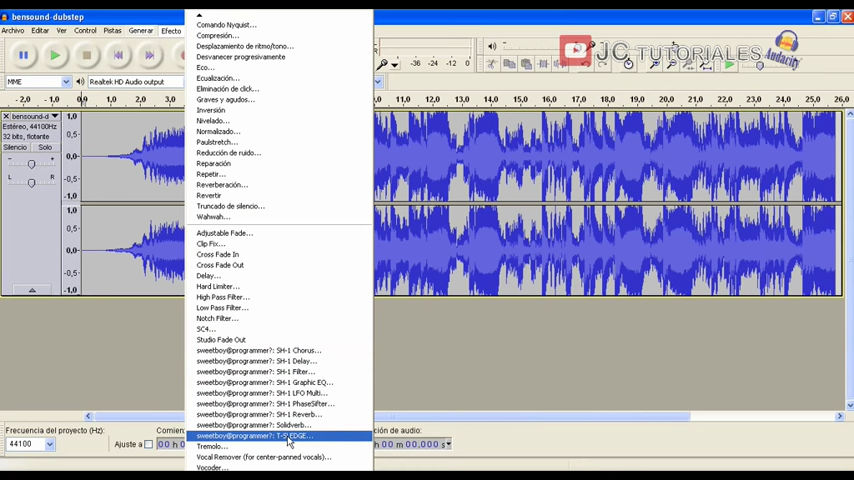 bensound-dubstep
Archivo Editar Ver Control Pistas Generar Efecto
JC TUTORIALES
Audacity
-24 -12 0
MME
Realtek HD Audio output
1,0 2,0 3,0
11,0 12,0 13,0 14,0 15,0 16,0 17,0 18,0 19,0 20,0 21,0 22,0 23,0 24,0 25,0 26,0
bensound-d
Estéreo, 44100Hz
32 bits, flotante
Silencio Solo
L R
1,0
0,5
0,0
-0,5
-1,0
1,0
0,5
0,0
-0,5
-1,0
Comando Nyquist...
Compresión...
Desplazamiento de ritmo/tono...
Desvanecer progresivamente
Eco...
Ecualización...
Eliminación de click...
Graves y agudos...
Inversión
Nivelado...
Normalizado...
Paulstretch...
Reducción de ruido...
Reparación
Repetir...
Reverberación...
Revertir
Truncado de silencio...
Wahwah...
Adjustable Fade...
Clip Fix...
Cross Fade In
Cross Fade Out
Delay...
Hard Limiter...
High Pass Filter...
Low Pass Filter...
Notch Filter...
SC4...
Studio Fade Out
sweetboy@programmer?: SH-1 Chorus...
sweetboy@programmer?: SH-1 Delay...
sweetboy@programmer?: SH-1 Filter...
sweetboy@programmer?: SH-1 Graphic EQ...
sweetboy@programmer?: SH-1 LFO Multi...
sweetboy@programmer?: SH-1 PhaseSifter...
sweetboy@programmer?: SH-1 Reverb...
sweetboy@programmer?: Solidverb...
sweetboy@programmer?: T-SLEDGE...
Tremolo...
Vocal Remover (for center-panned vocals)...
Vocoder...
Frecuencia del proyecto (Hz):
44100
Ajuste a
Comien
ción de audio:
00 h 0
00 h 00 m 00,000 s